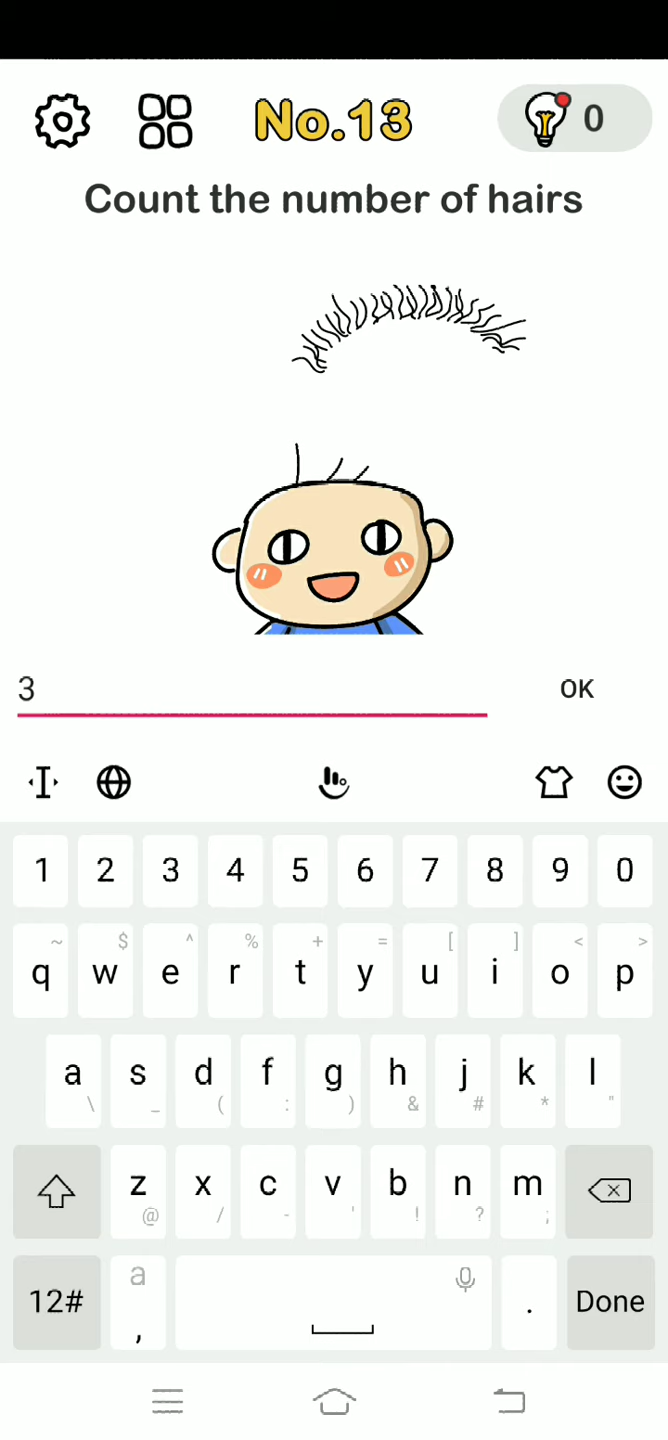 No.13
0
Count the number of hairs
3
OK
1 2 3 4 5 6 7 8 9 0
~ $ ^ % + = [ ] < >
q w e r t y u i o p
a s d f g h j k l
\ _ ( : ) & # * "
z x c v b n m
@ / - ' ! ? ;
a
12# , . Done